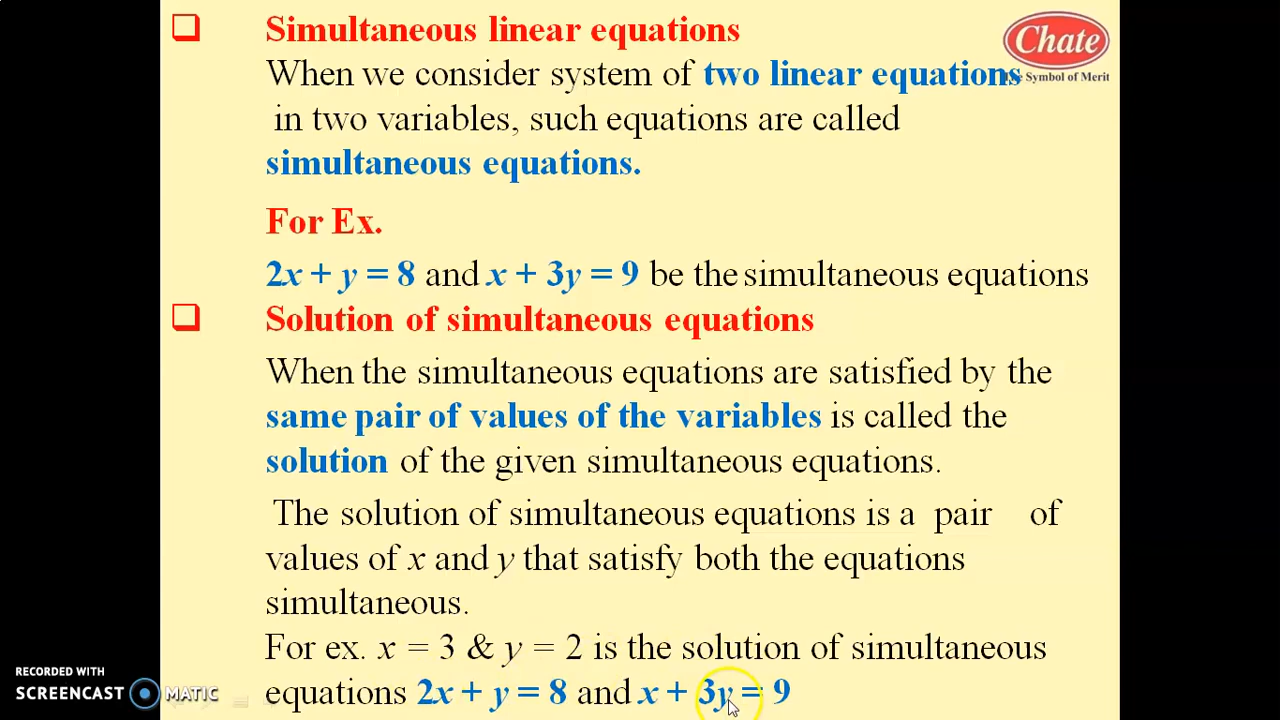 Simultaneous linear equations
Chate
When we consider system of two linear equations
e Symbol of Merit
in two variables, such equations are called
simultaneous equations.
For Ex.
2x + y = 8 and x + 3y = 9 be the simultaneous equations
Solution of simultaneous equations
When the simultaneous equations are satisfied by the
same pair of values of the variables is called the
solution of the given simultaneous equations.
The solution of simultaneous equations is a pair of
values of x and y that satisfy both the equations
simultaneous.
For ex. x = 3 & y = 2 is the solution of simultaneous
equations 2x + y = 8 and x + 3y = 9
RECORDED WITH
SCREENCAST MATIC